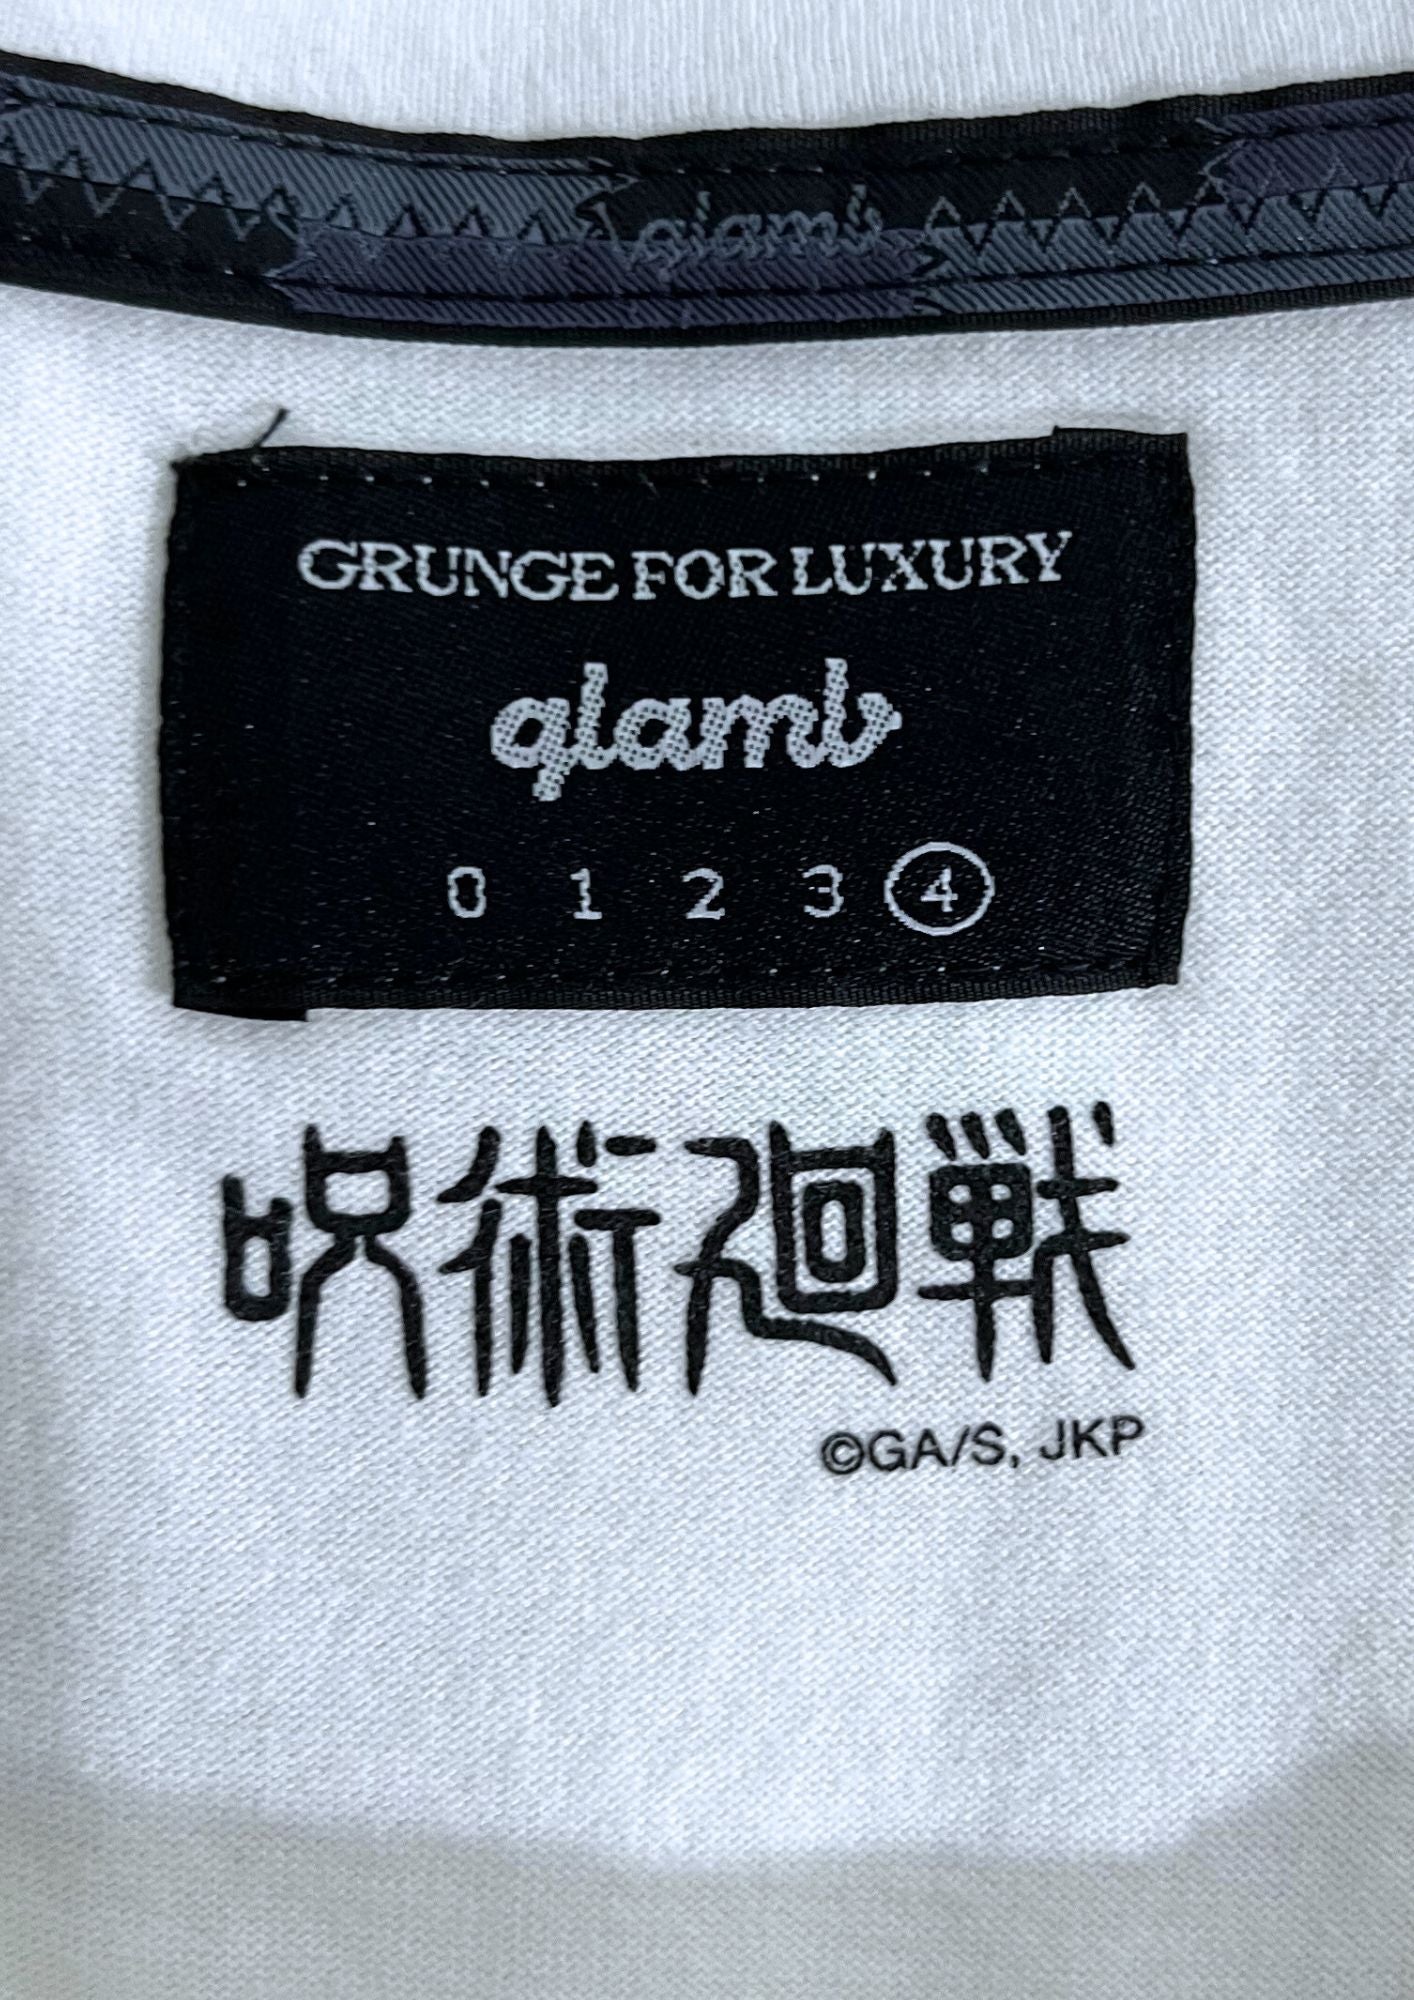 glamb
GRUNGE FOR LUXURY
glamb
0 1 2 3 4
呪術廻戦
©GA/S, JKP